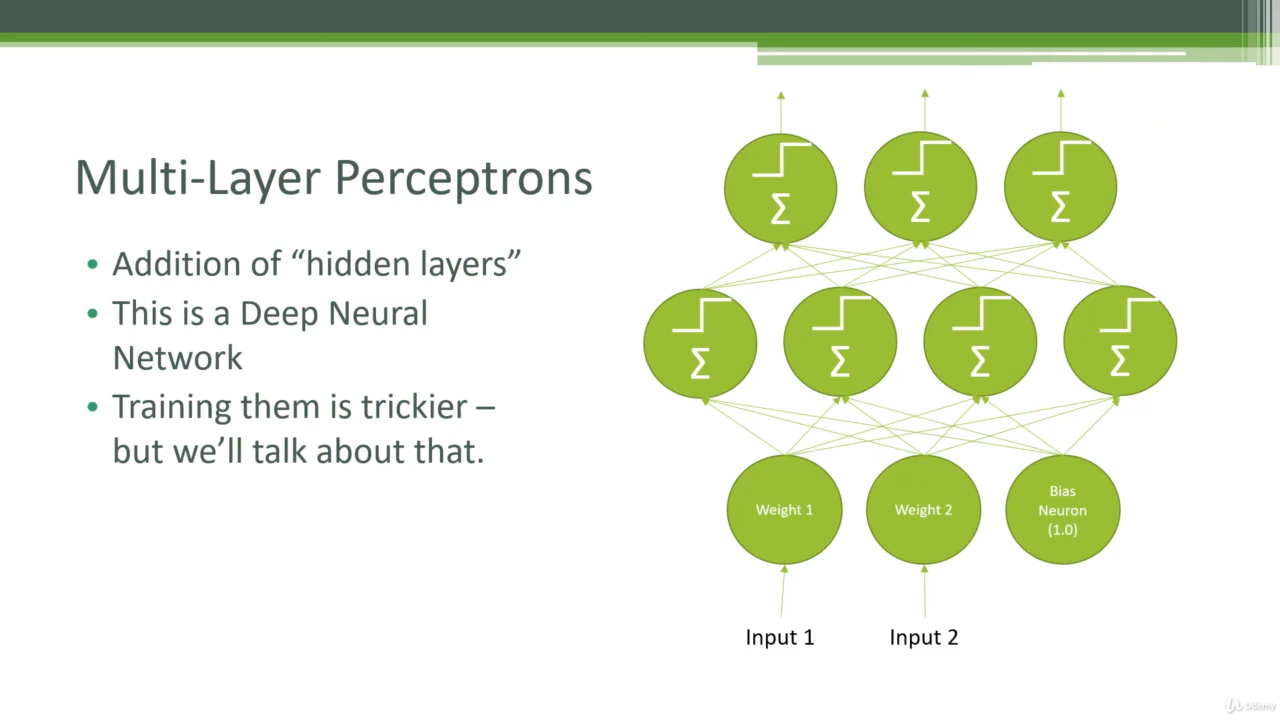 Multi-Layer Perceptrons
• Addition of “hidden layers”
• This is a Deep Neural
Network
• Training them is trickier –
but we’ll talk about that.
Σ Σ Σ
Σ Σ Σ Σ
Weight 1
Weight 2
Bias
Neuron
(1.0)
Input 1
Input 2
Udemy